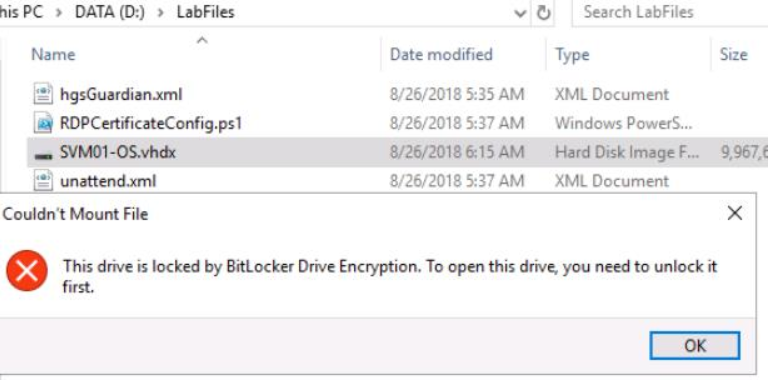 his PC > DATA (D:) > LabFiles Search LabFiles
Name Date modified Type Size
hgsGuardian.xml 8/26/2018 5:35 AM XML Document
RDPCertificateConfig.ps1 8/26/2018 5:37 AM Windows PowerS...
SVM01-OS.vhdx 8/26/2018 6:15 AM Hard Disk Image F... 9,967,6
unattend.xml 8/26/2018 5:37 AM XML Document
Couldn't Mount File
This drive is locked by BitLocker Drive Encryption. To open this drive, you need to unlock it
first.
OK